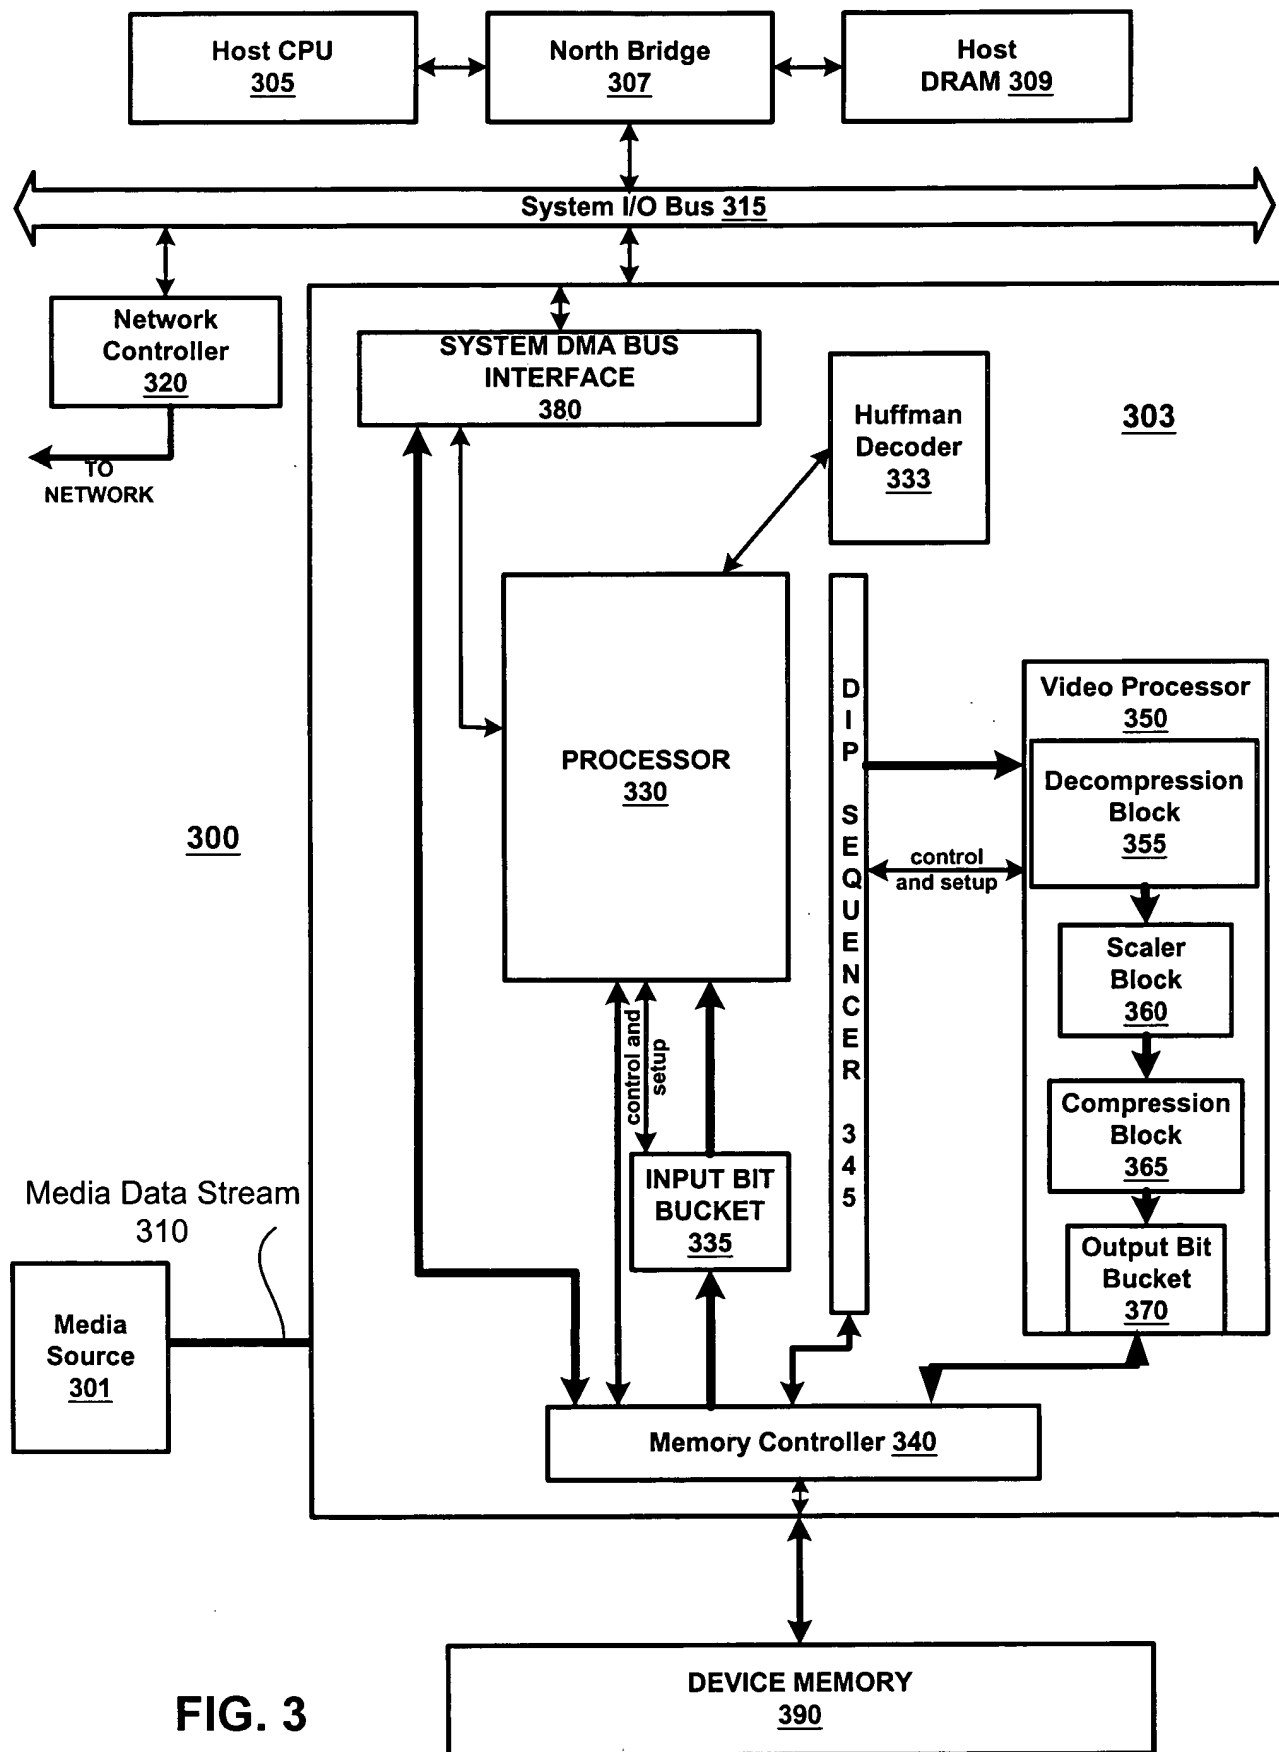 Host CPU
305
North Bridge
307
Host
DRAM 309
System I/O Bus 315
Network
Controller
320
TO
NETWORK
SYSTEM DMA BUS
INTERFACE
380
Huffman
Decoder
333
303
PROCESSOR
330
DIP SEQUENCER 345
Video Processor
350
Decompression
Block
355
control
and setup
Scaler
Block
360
Compression
Block
365
Output Bit
Bucket
370
300
control and
setup
INPUT BIT
BUCKET
335
Media Data Stream
310
Media
Source
301
Memory Controller 340
DEVICE MEMORY
390
FIG. 3